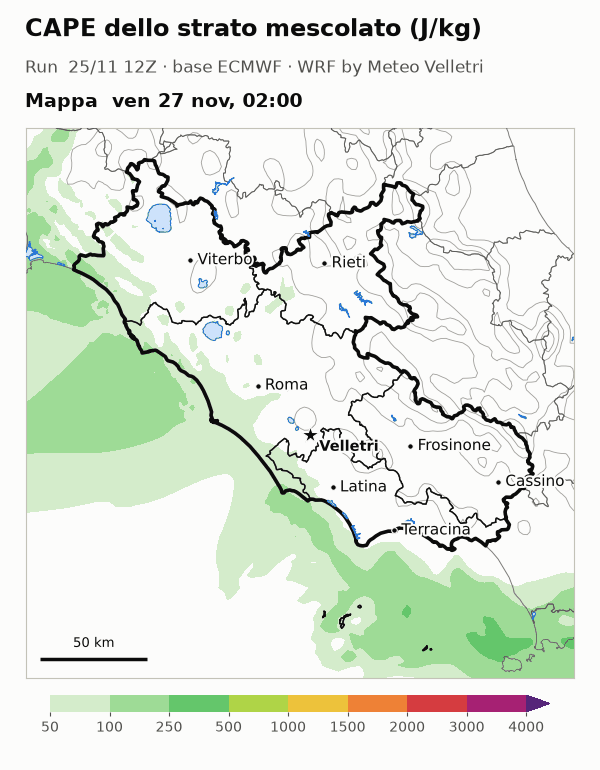 CAPE dello strato mescolato (J/kg)
Run  25/11 12Z · base ECMWF · WRF by Meteo Velletri
Mappa  ven 27 nov, 02:00
Viterbo
Rieti
Roma
Velletri
Frosinone
Cassino
Latina
Terracina
50 km
50 100 250 500 1000 1500 2000 3000 4000